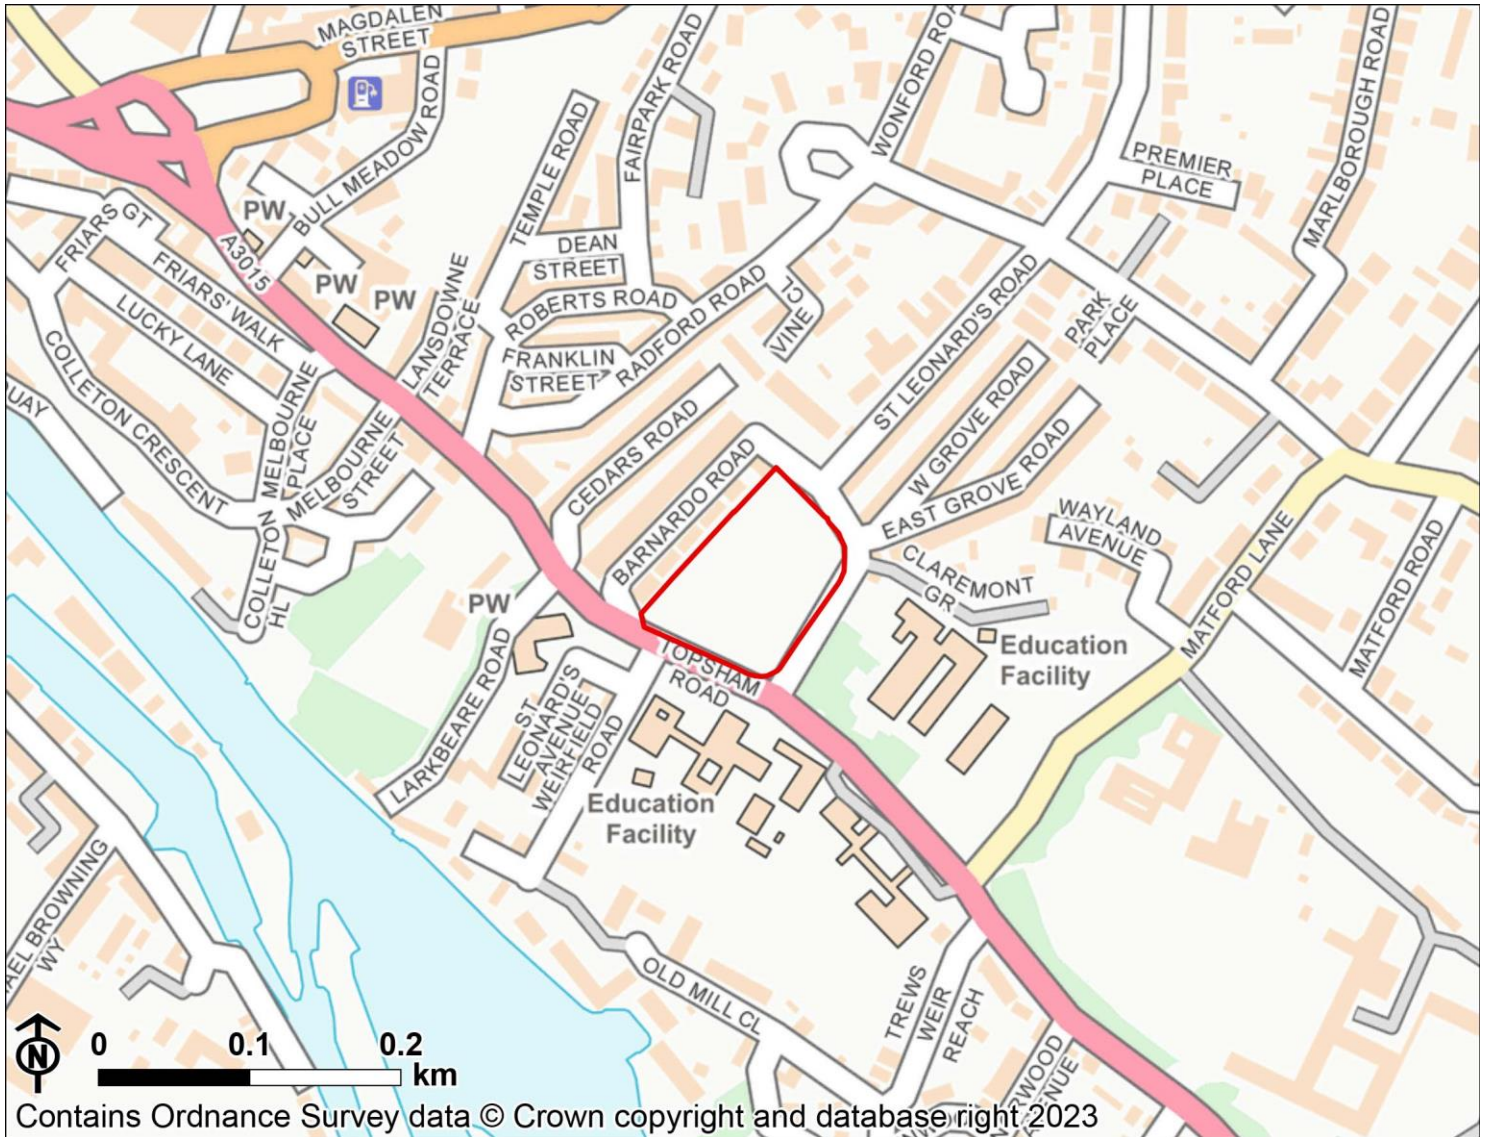 MAGDALEN
STREET
BULL MEADOW ROAD
FAIRPARK ROAD
MARLBOROUGH ROAD
PREMIER
PLACE
TEMPLE ROAD
PW
FRIARS GT
A3015
DEAN
STREET
PW
PW
FRIARS' WALK
LUCKY LANE
LANSDOWNE
TERRACE
ROBERTS ROAD
RADFORD ROAD
VINE
CL
ST LEONARD'S ROAD
PARK
PLACE
FRANKLIN
STREET
COLLETON CRESCENT
MELBOURNE
PLACE
MELBOURNE
STREET
CEDARS ROAD
BARNARDO ROAD
W GROVE ROAD
EAST GROVE ROAD
WAYLAND
AVENUE
CLAREMONT
GR
MATFORD LANE
MATFORD ROAD
COLLETON
HL
PW
Education
Facility
LARKBEARE ROAD
TOPSHAM
ROAD
ST
LEONARD'S
AVENUE
WEIRFIELD
ROAD
Education
Facility
WY
OLD MILL CL
TREWS
WEIR
REACH
N
0 0.1 0.2
km
Contains Ordnance Survey data © Crown copyright and database right 2023